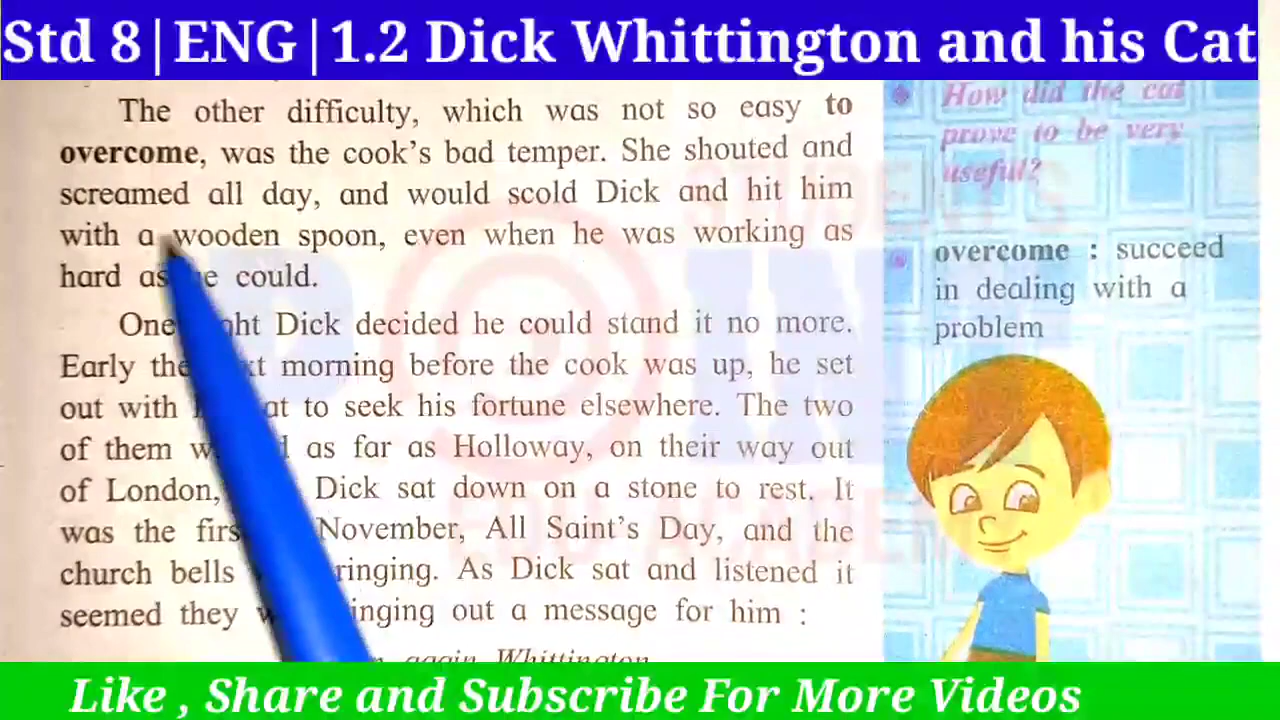 Std 8|ENG|1.2 Dick Whittington and his Cat
The other difficulty, which was not so easy to
overcome, was the cook's bad temper. She shouted and
screamed all day, and would scold Dick and hit him
with a wooden spoon, even when he was working as
hard as he could.
One Dick decided he could stand it no more.
Early the morning before the cook was up, he set
out with to seek his fortune elsewhere. The two
of them as far as Holloway, on their way out
of London, Dick sat down on a stone to rest. It
was the November, All Saint's Day, and the
church bells ringing. As Dick sat and listened it
seemed they out a message for him :
again Whittington
How did the cat
prove to be very
useful?
overcome : succeed
in dealing with a
problem
STUDENT'S
POINT
EDU ACADEMY
Like , Share and Subscribe For More Videos